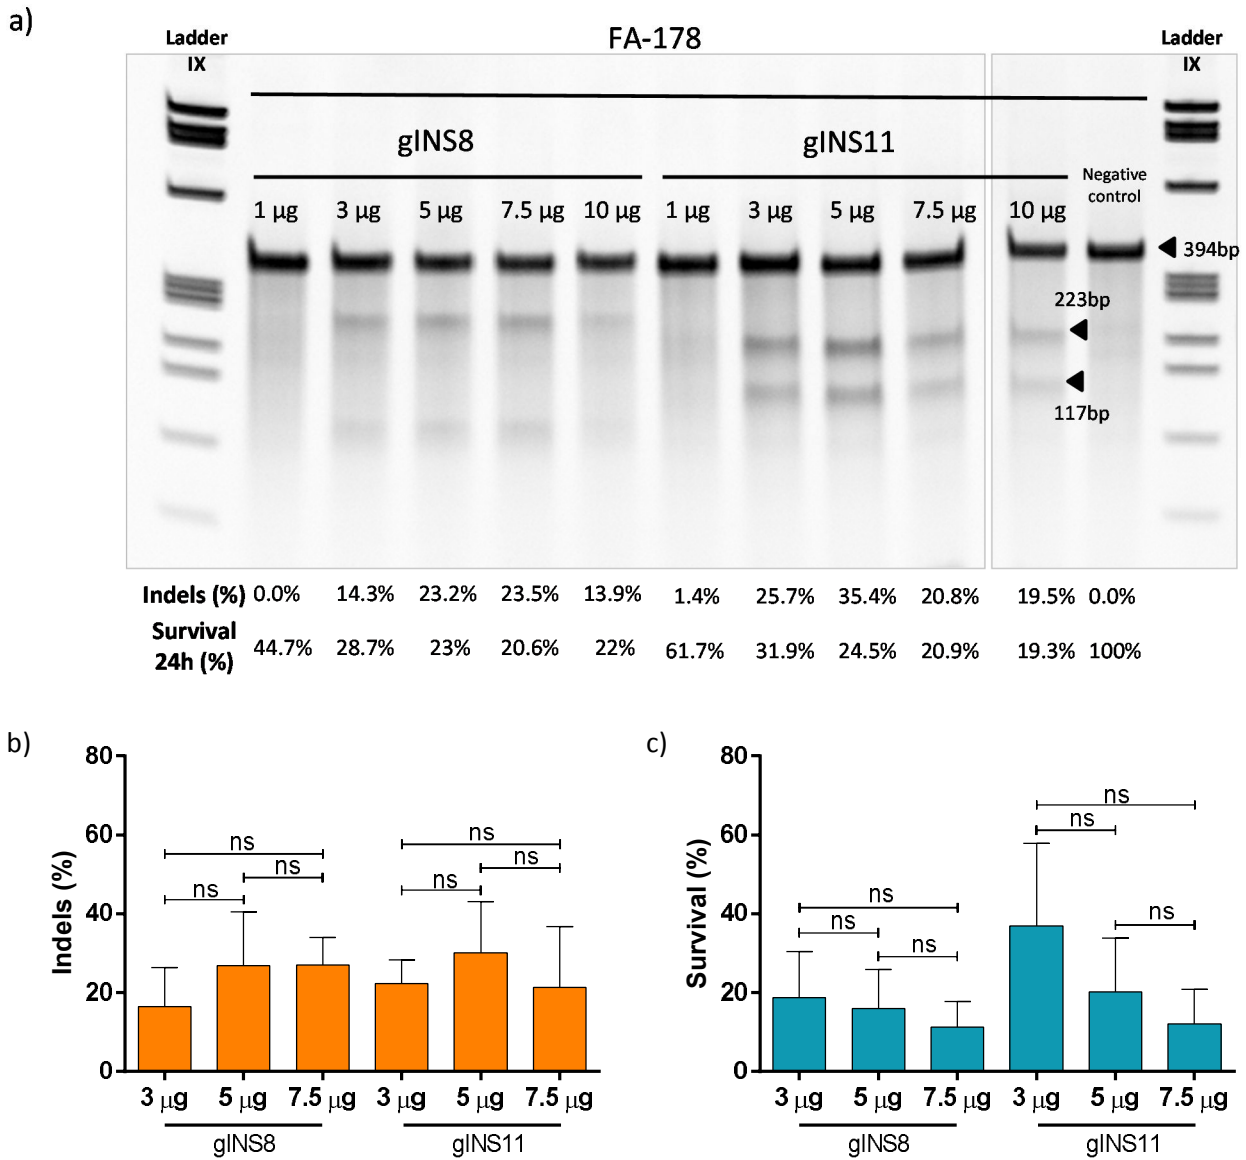 a)
FA-178
Ladder
IX
Ladder
IX
gINS8
gINS11
Negative
control
1 µg 3 µg 5 µg 7.5 µg 10 µg 1 µg 3 µg 5 µg 7.5 µg 10 µg
394bp
223bp
117bp
Indels (%) 0.0% 14.3% 23.2% 23.5% 13.9% 1.4% 25.7% 35.4% 20.8% 19.5% 0.0%
Survival
24h (%) 44.7% 28.7% 23% 20.6% 22% 61.7% 31.9% 24.5% 20.9% 19.3% 100%
b)
Indels (%)
80
60
40
20
0
ns
ns
ns
ns
ns
ns
3 µg 5 µg 7.5 µg 3 µg 5 µg 7.5 µg
gINS8 gINS11
c)
Survival (%)
80
60
40
20
0
ns
ns
ns
ns
ns
ns
3 µg 5 µg 7.5 µg 3 µg 5 µg 7.5 µg
gINS8 gINS11